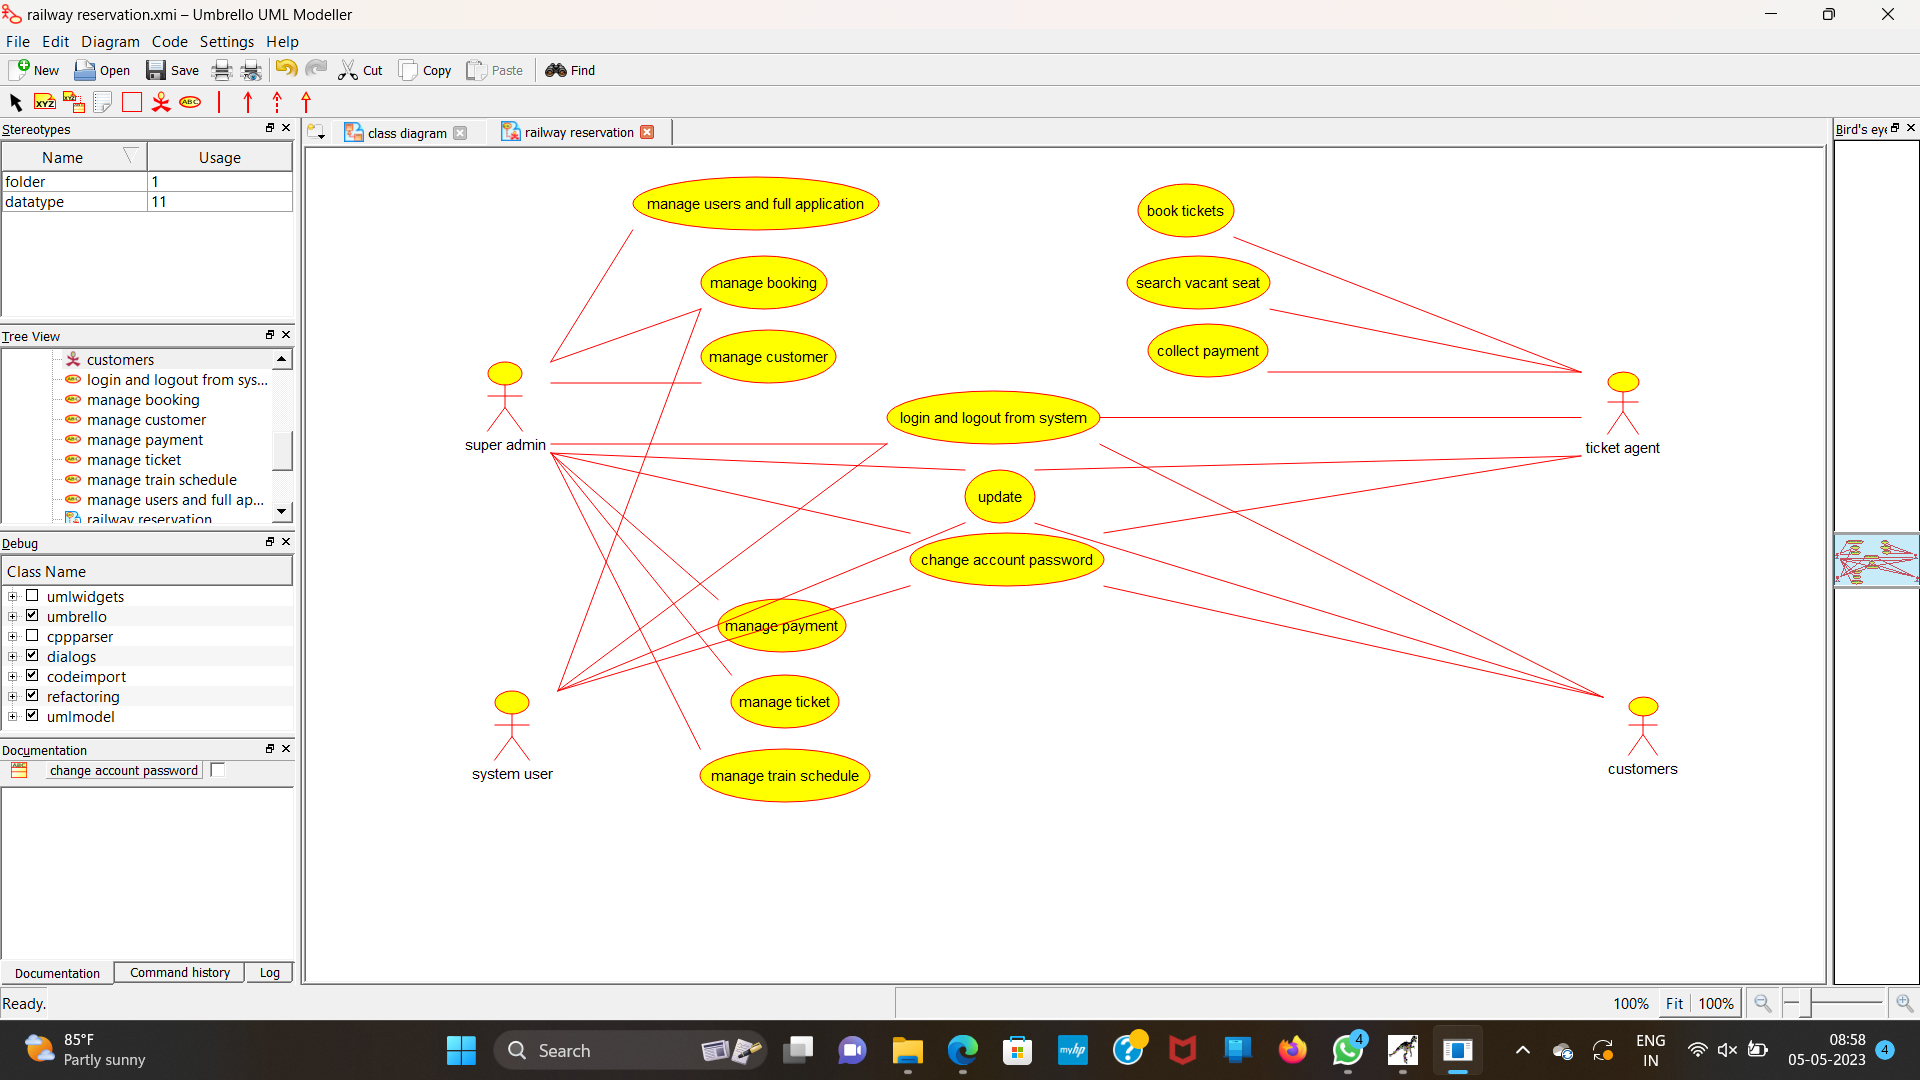 railway reservation.xmi – Umbrello UML Modeller
File Edit Diagram Code Settings Help
New Open Save Cut Copy Paste Find
XYZ XYZ ABC
Stereotypes
Name Usage
folder 1
datatype 11
Tree View
customers
login and logout from sys...
manage booking
manage customer
manage payment
manage ticket
manage train schedule
manage users and full ap...
railway reservation
Debug
Class Name
umlwidgets
umbrello
cppparser
dialogs
codeimport
refactoring
umlmodel
Documentation
change account password
Documentation Command history Log
Ready.
class diagram railway reservation
manage users and full application
manage booking
manage customer
book tickets
search vacant seat
collect payment
super admin
login and logout from system
ticket agent
update
change account password
manage payment
manage ticket
manage train schedule
system user
customers
Bird's eye
100% Fit 100%
85°F
Partly sunny
Search
myhp
4
ENG
IN
08:58
05-05-2023
4